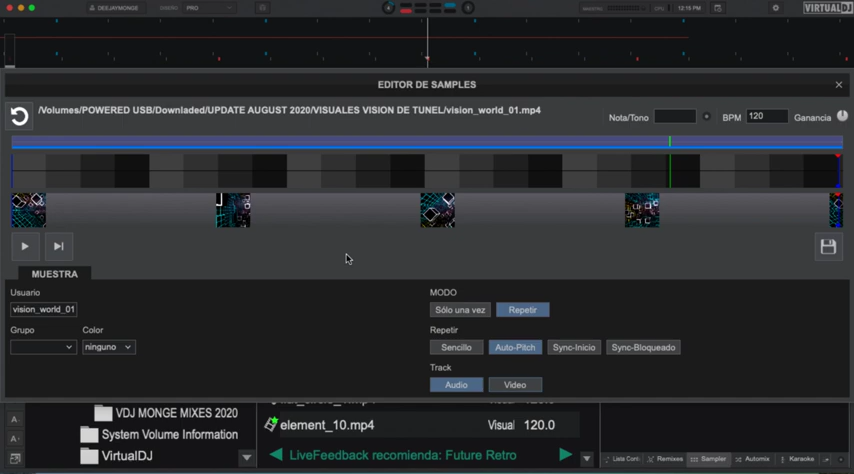 DEEJAYMONGE
PRO
12:15 PM
VIRTUALDJ
EDITOR DE SAMPLES
/Volumes/POWERED USB/Downladed/UPDATE AUGUST 2020/VISUALES VISION DE TUNEL/vision_world_01.mp4
Nota/Tono
BPM 120
Ganancia
MUESTRA
Usuario
vision_world_01
Grupo Color
ninguno
MODO
Sólo una vez Repetir
Repetir
Sencillo Auto-Pitch Sync-Inicio Sync-Bloqueado
Track
Audio Video
VDJ MONGE MIXES 2020
System Volume Information
VirtualDJ
element_10.mp4 Visual 120.0
LiveFeedback recomienda: Future Retro
Lista Cont. Remixes Sampler Automix Karaoke